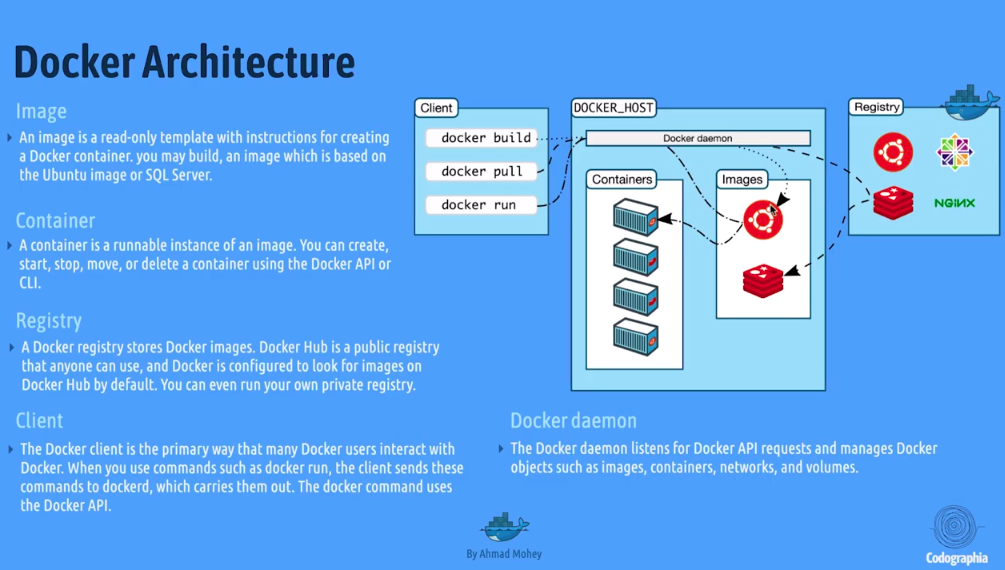 Docker Architecture
Image
An image is a read-only template with instructions for creating
a Docker container. you may build, an image which is based on
the Ubuntu image or SQL Server.
Container
A container is a runnable instance of an image. You can create,
start, stop, move, or delete a container using the Docker API or
CLI.
Registry
A Docker registry stores Docker images. Docker Hub is a public registry
that anyone can use, and Docker is configured to look for images on
Docker Hub by default. You can even run your own private registry.
Client
The Docker client is the primary way that many Docker users interact with
Docker. When you use commands such as docker run, the client sends these
commands to dockerd, which carries them out. The docker command uses
the Docker API.
Client
docker build
docker pull
docker run
DOCKER_HOST
Docker daemon
Containers
Images
Registry
NGINX
Docker daemon
The Docker daemon listens for Docker API requests and manages Docker
objects such as images, containers, networks, and volumes.
By Ahmad Mohey
Codographia